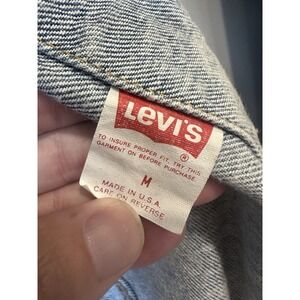 LEVI'S ®
TO INSURE PROPER FIT, TRY THIS
GARMENT ON BEFORE PURCHASE
M
MADE IN U.S.A.
CARE ON REVERSE